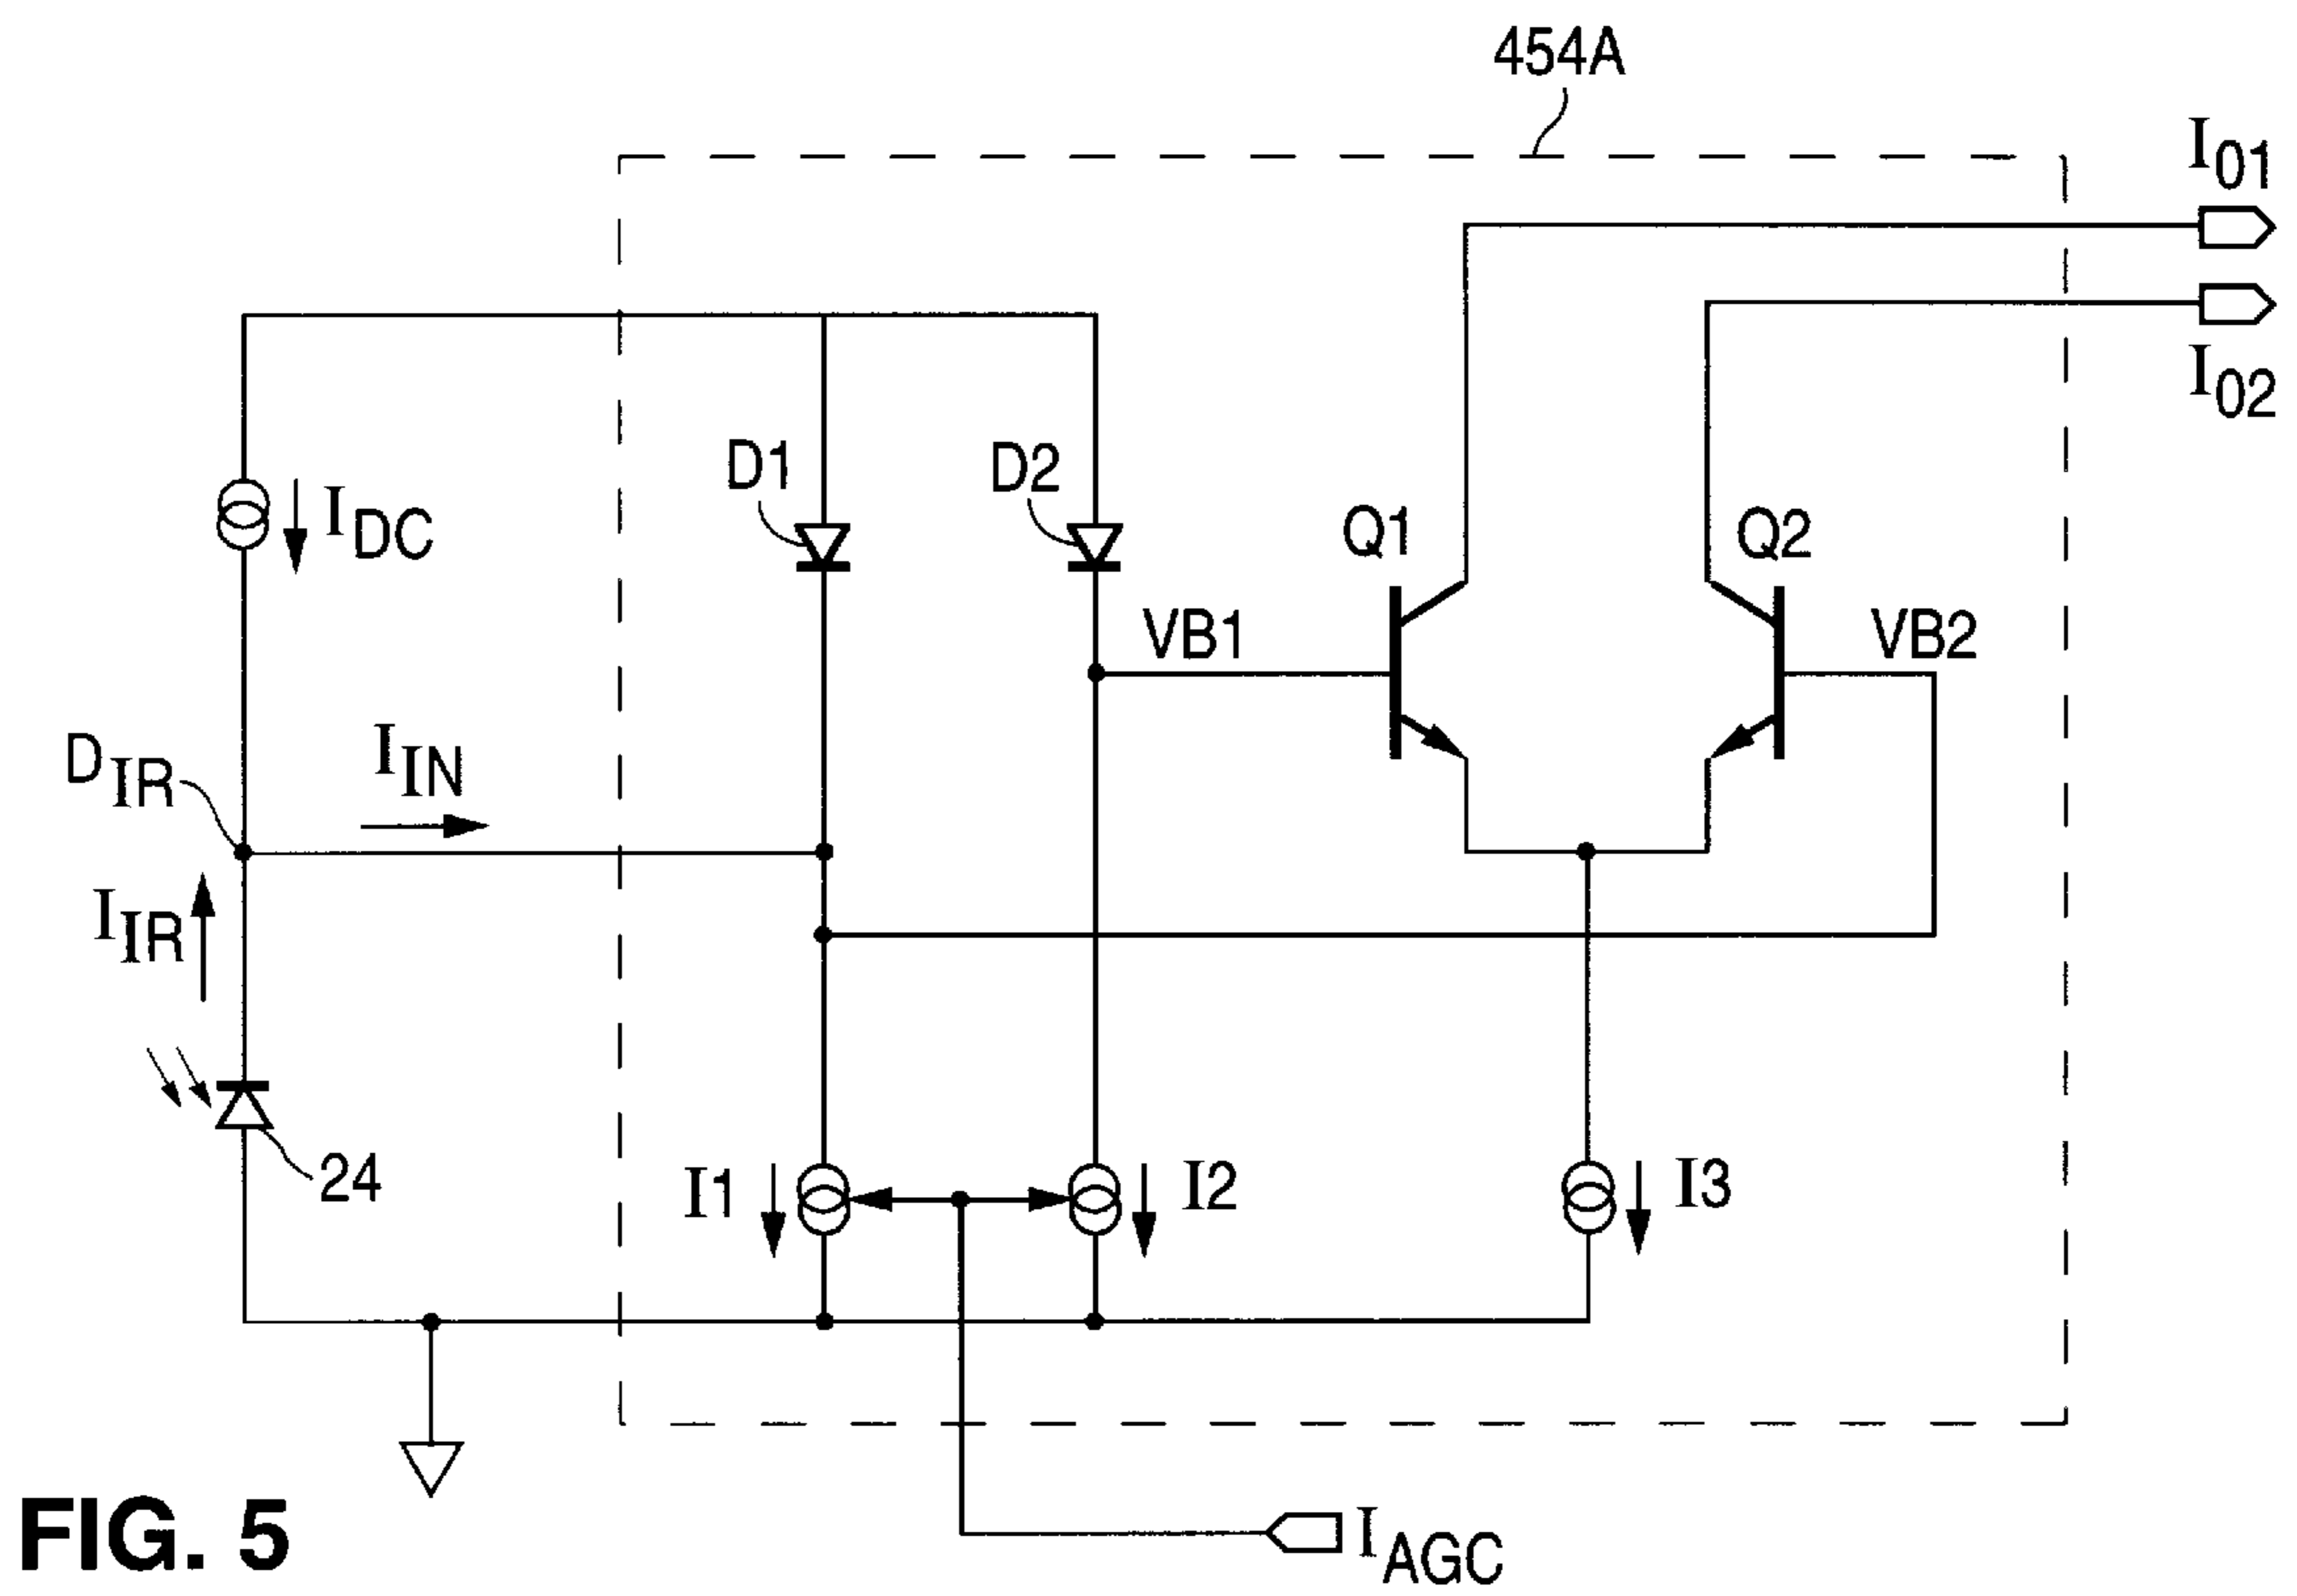 454A
I01
I02
D1
D2
IDC
Q1
Q2
VB1
VB2
DIR
IIN
IIR
24
I1
I2
I3
IAGC
FIG. 5